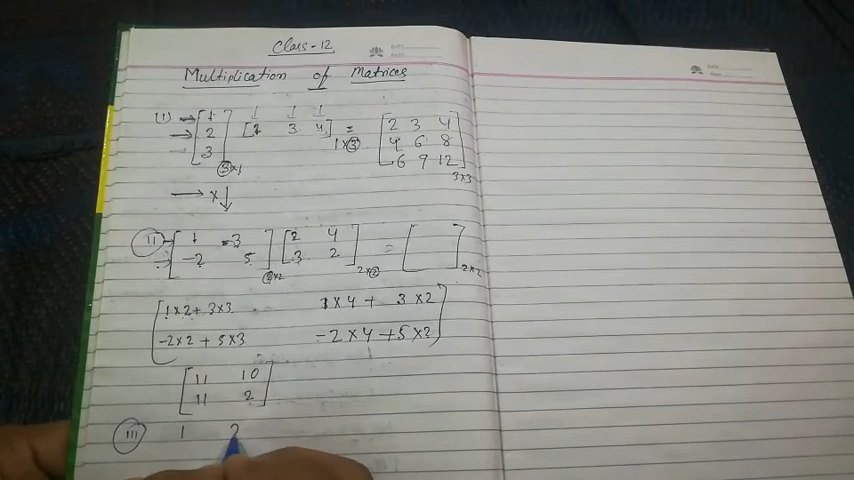 Class-12
Multiplication of Matrices
(1) → [1 [2 3 4] = [2 3 4
→ 2 1×3 4 6 8
→ 3] 3×1 6 9 12] 3×3
→ × ↓
(II) → [1 3 [2 4 = [ ] 2×2
→ -2 5] 2×2 3 2] 2×2
[1×2+3×3 1×4+ 3×2
-2×2+5×3 -2×4+5×2]
[11 10
11 2]
(III) 1 2